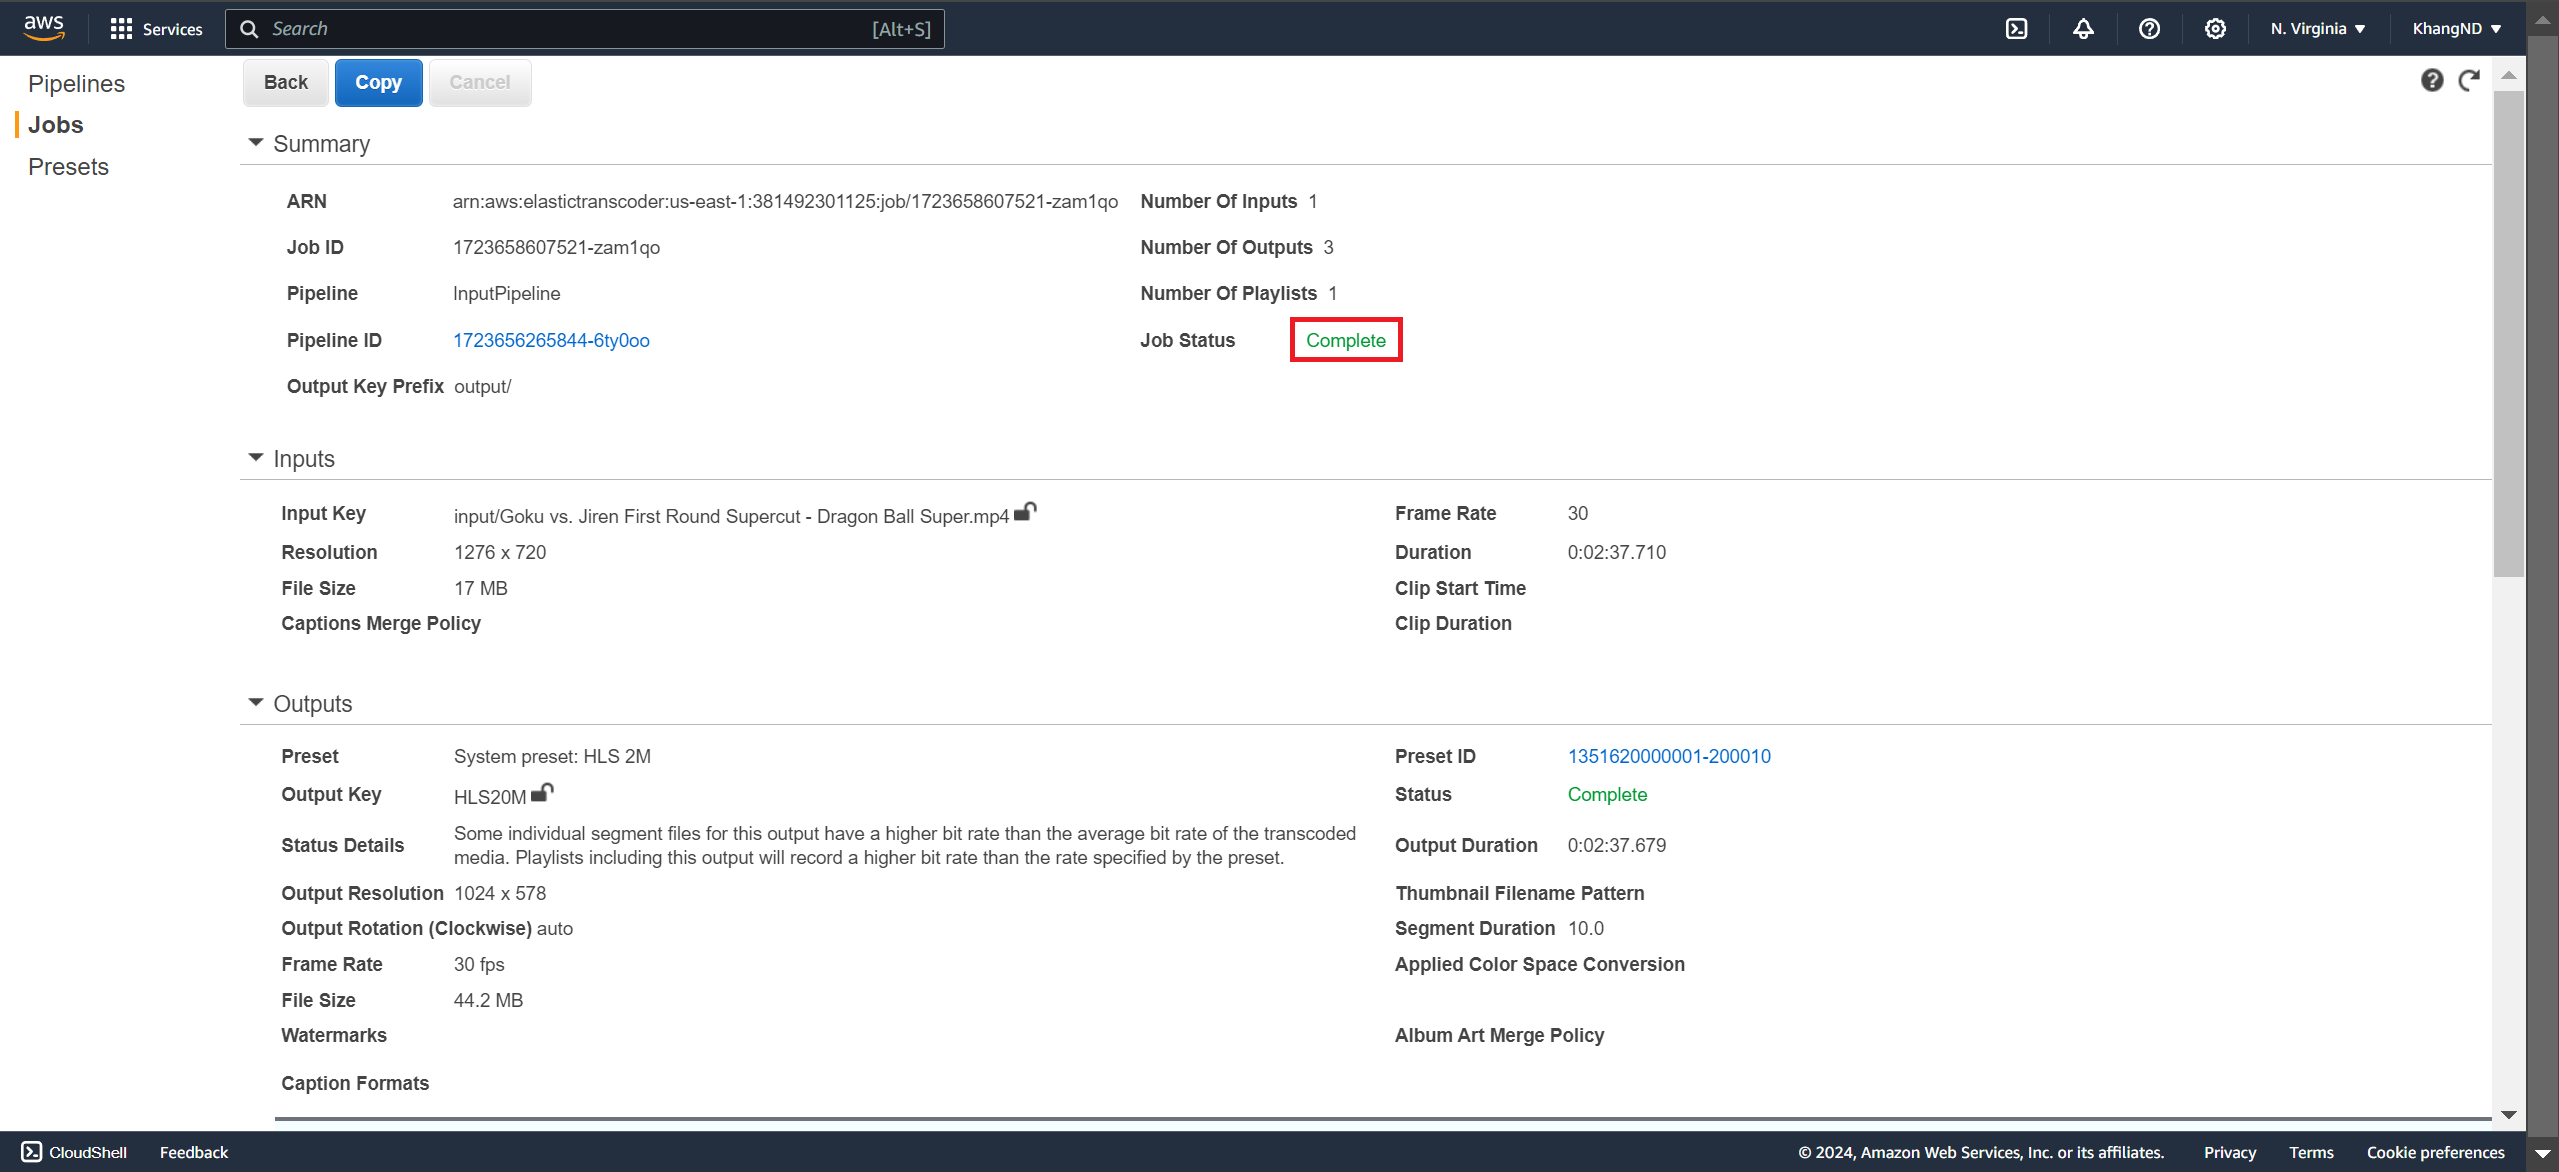 aws
Services
Search
[Alt+S]
N. Virginia
KhangND
Pipelines
Jobs
Presets
Back
Copy
Cancel
Summary
ARN arn:aws:elastictranscoder:us-east-1:381492301125:job/1723658607521-zam1qo Number Of Inputs 1
Job ID 1723658607521-zam1qo Number Of Outputs 3
Pipeline InputPipeline Number Of Playlists 1
Pipeline ID 1723656265844-6ty0oo Job Status Complete
Output Key Prefix output/
Inputs
Input Key input/Goku vs. Jiren First Round Supercut - Dragon Ball Super.mp4 Frame Rate 30
Resolution 1276 x 720 Duration 0:02:37.710
File Size 17 MB Clip Start Time
Captions Merge Policy Clip Duration
Outputs
Preset System preset: HLS 2M Preset ID 1351620000001-200010
Output Key HLS20M Status Complete
Status Details Some individual segment files for this output have a higher bit rate than the average bit rate of the transcoded
media. Playlists including this output will record a higher bit rate than the rate specified by the preset.
Output Duration 0:02:37.679
Output Resolution 1024 x 578 Thumbnail Filename Pattern
Output Rotation (Clockwise) auto Segment Duration 10.0
Frame Rate 30 fps Applied Color Space Conversion
File Size 44.2 MB
Watermarks Album Art Merge Policy
Caption Formats
CloudShell Feedback © 2024, Amazon Web Services, Inc. or its affiliates. Privacy Terms Cookie preferences